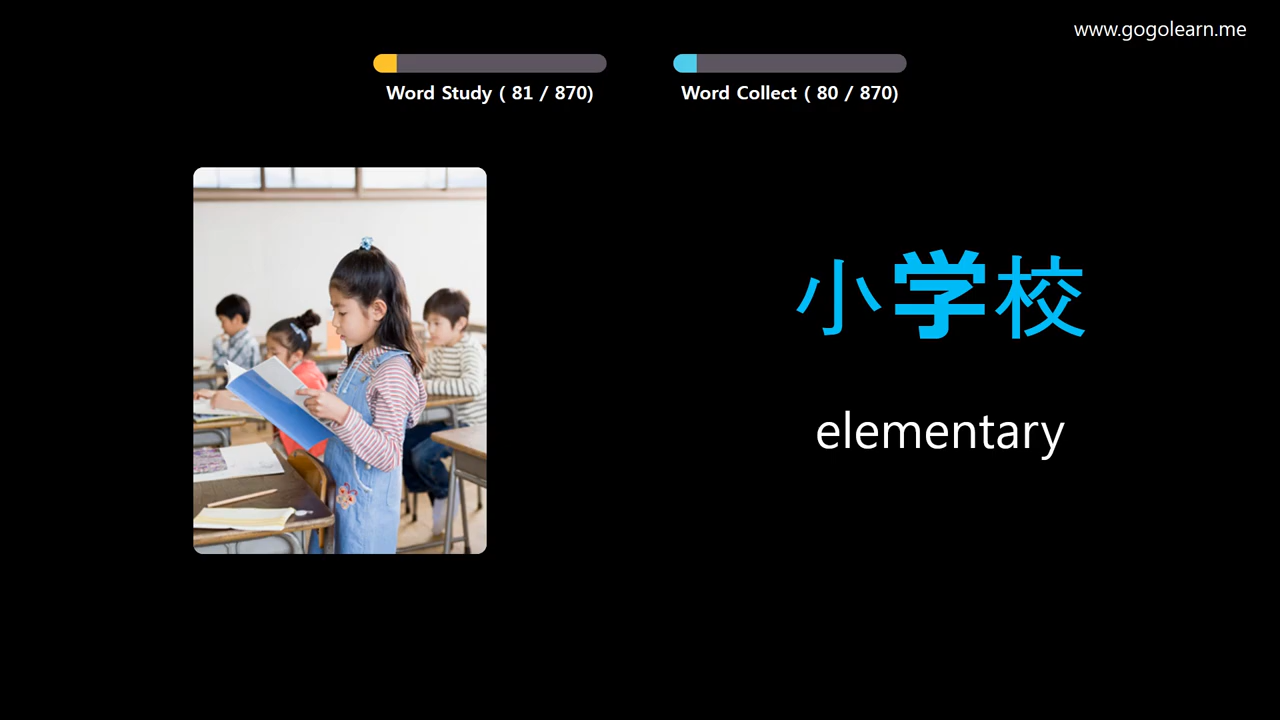 www.gogolearn.me
Word Study ( 81 / 870)
Word Collect ( 80 / 870)
小学校
elementary